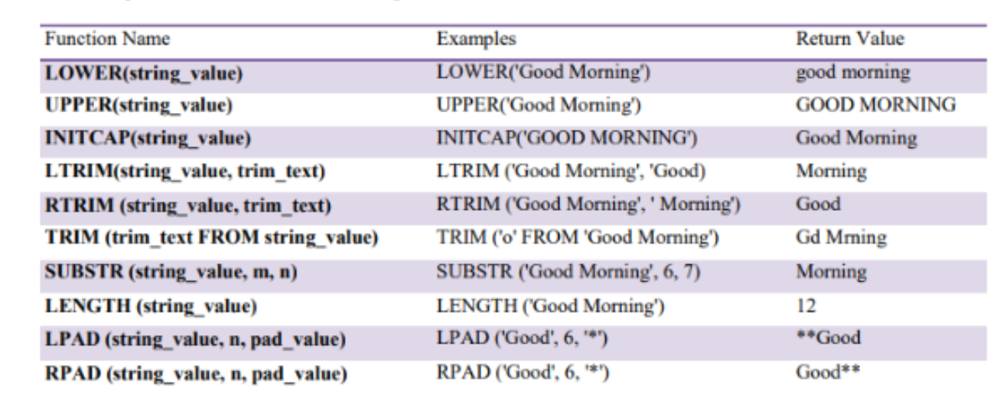 Function Name Examples Return Value
LOWER(string_value) LOWER('Good Morning') good morning
UPPER(string_value) UPPER('Good Morning') GOOD MORNING
INITCAP(string_value) INITCAP('GOOD MORNING') Good Morning
LTRIM(string_value, trim_text) LTRIM ('Good Morning', 'Good) Morning
RTRIM (string_value, trim_text) RTRIM ('Good Morning', ' Morning') Good
TRIM (trim_text FROM string_value) TRIM ('o' FROM 'Good Morning') Gd Mrning
SUBSTR (string_value, m, n) SUBSTR ('Good Morning', 6, 7) Morning
LENGTH (string_value) LENGTH ('Good Morning') 12
LPAD (string_value, n, pad_value) LPAD ('Good', 6, '*') **Good
RPAD (string_value, n, pad_value) RPAD ('Good', 6, '*') Good**